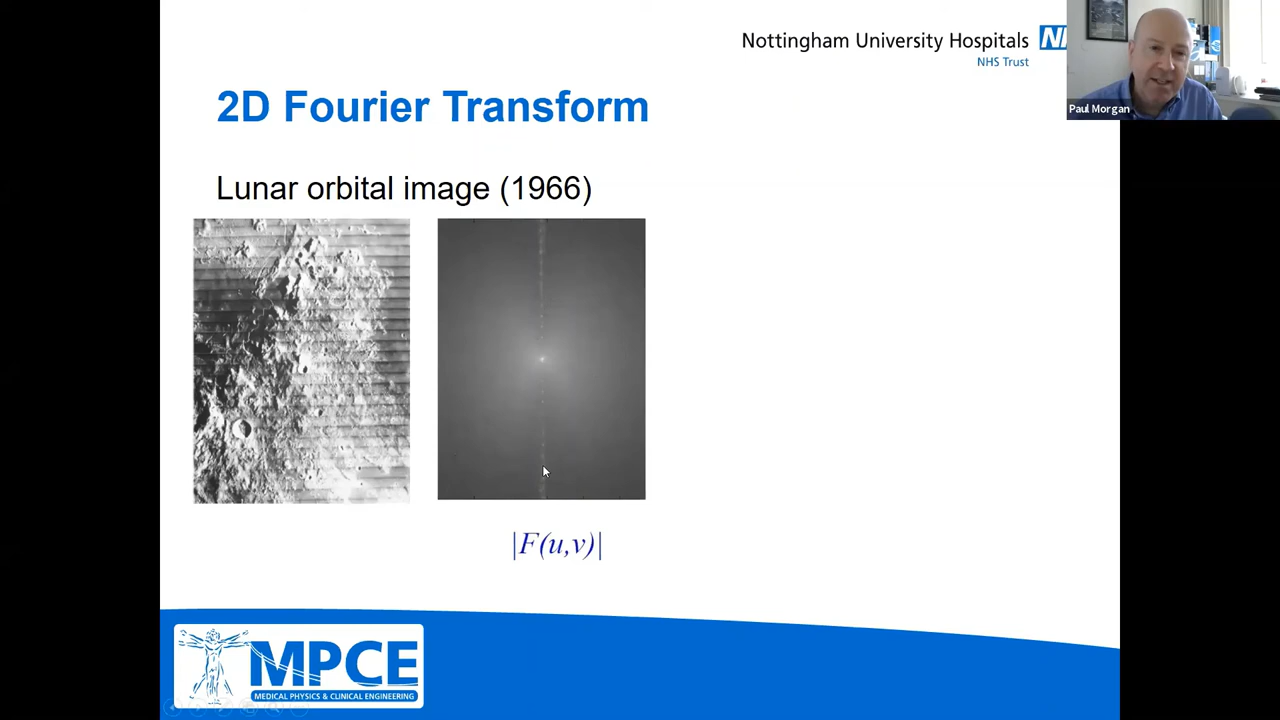 Nottingham University Hospitals
NHS Trust
Paul Morgan
2D Fourier Transform
Lunar orbital image (1966)
|F(u,v)|
MPCE
MEDICAL PHYSICS & CLINICAL ENGINEERING